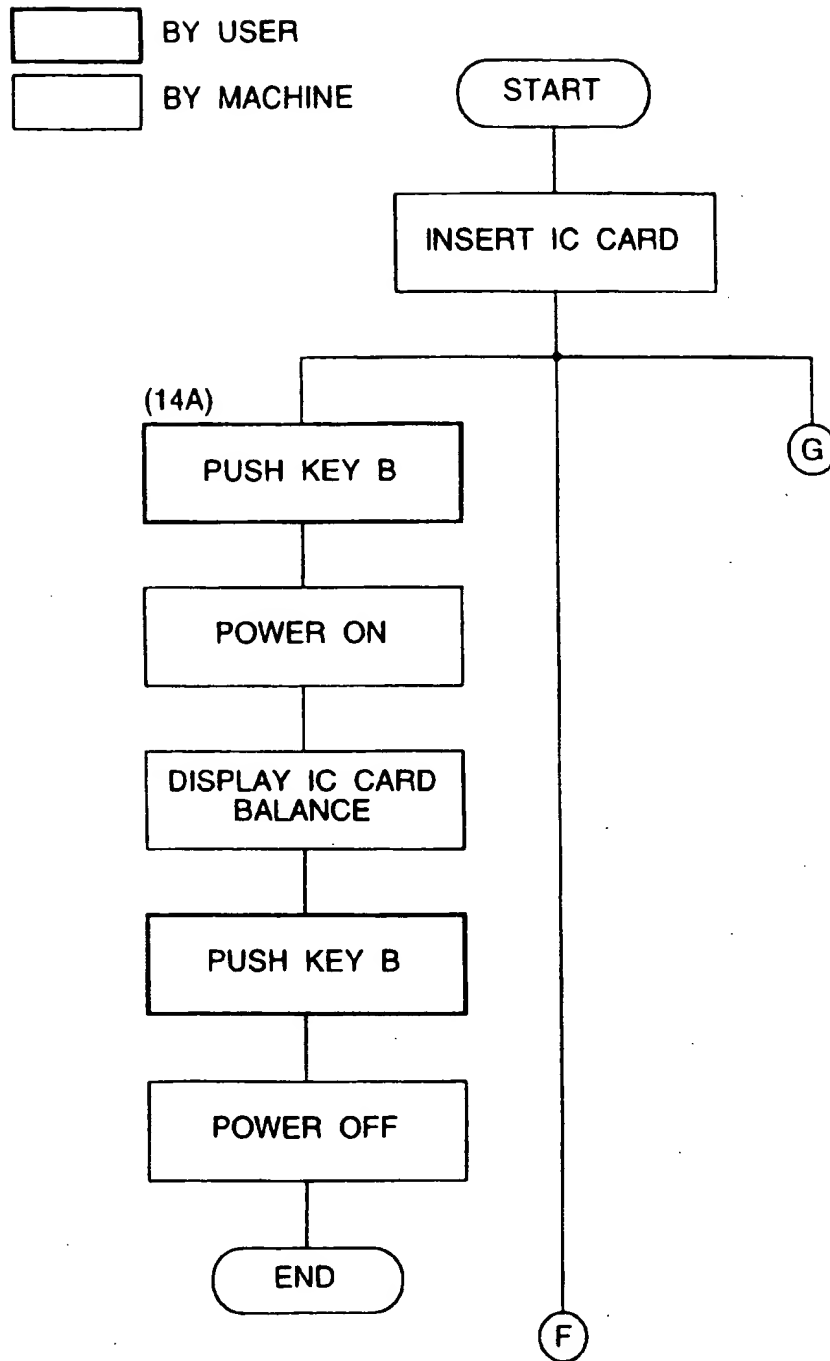 BY USER
BY MACHINE
START
INSERT IC CARD
(14A)
PUSH KEY B
G
POWER ON
DISPLAY IC CARD
BALANCE
PUSH KEY B
POWER OFF
END
F